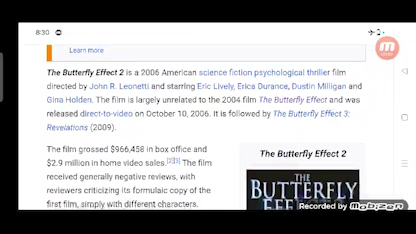 8:30
Learn more
The Butterfly Effect 2 is a 2006 American science fiction psychological thriller film
directed by John R. Leonetti and starring Eric Lively, Erica Durance, Dustin Milligan and
Gina Holden. The film is largely unrelated to the 2004 film The Butterfly Effect and was
released direct-to-video on October 10, 2006. It is followed by The Butterfly Effect 3:
Revelations (2009).
The film grossed $966,458 in box office and
$2.9 million in home video sales.[2][3] The film
received generally negative reviews, with
reviewers criticizing its formulaic copy of the
first film, simply with different characters.
The Butterfly Effect 2
THE
BUTTERFLY
Recorded by Mobizen